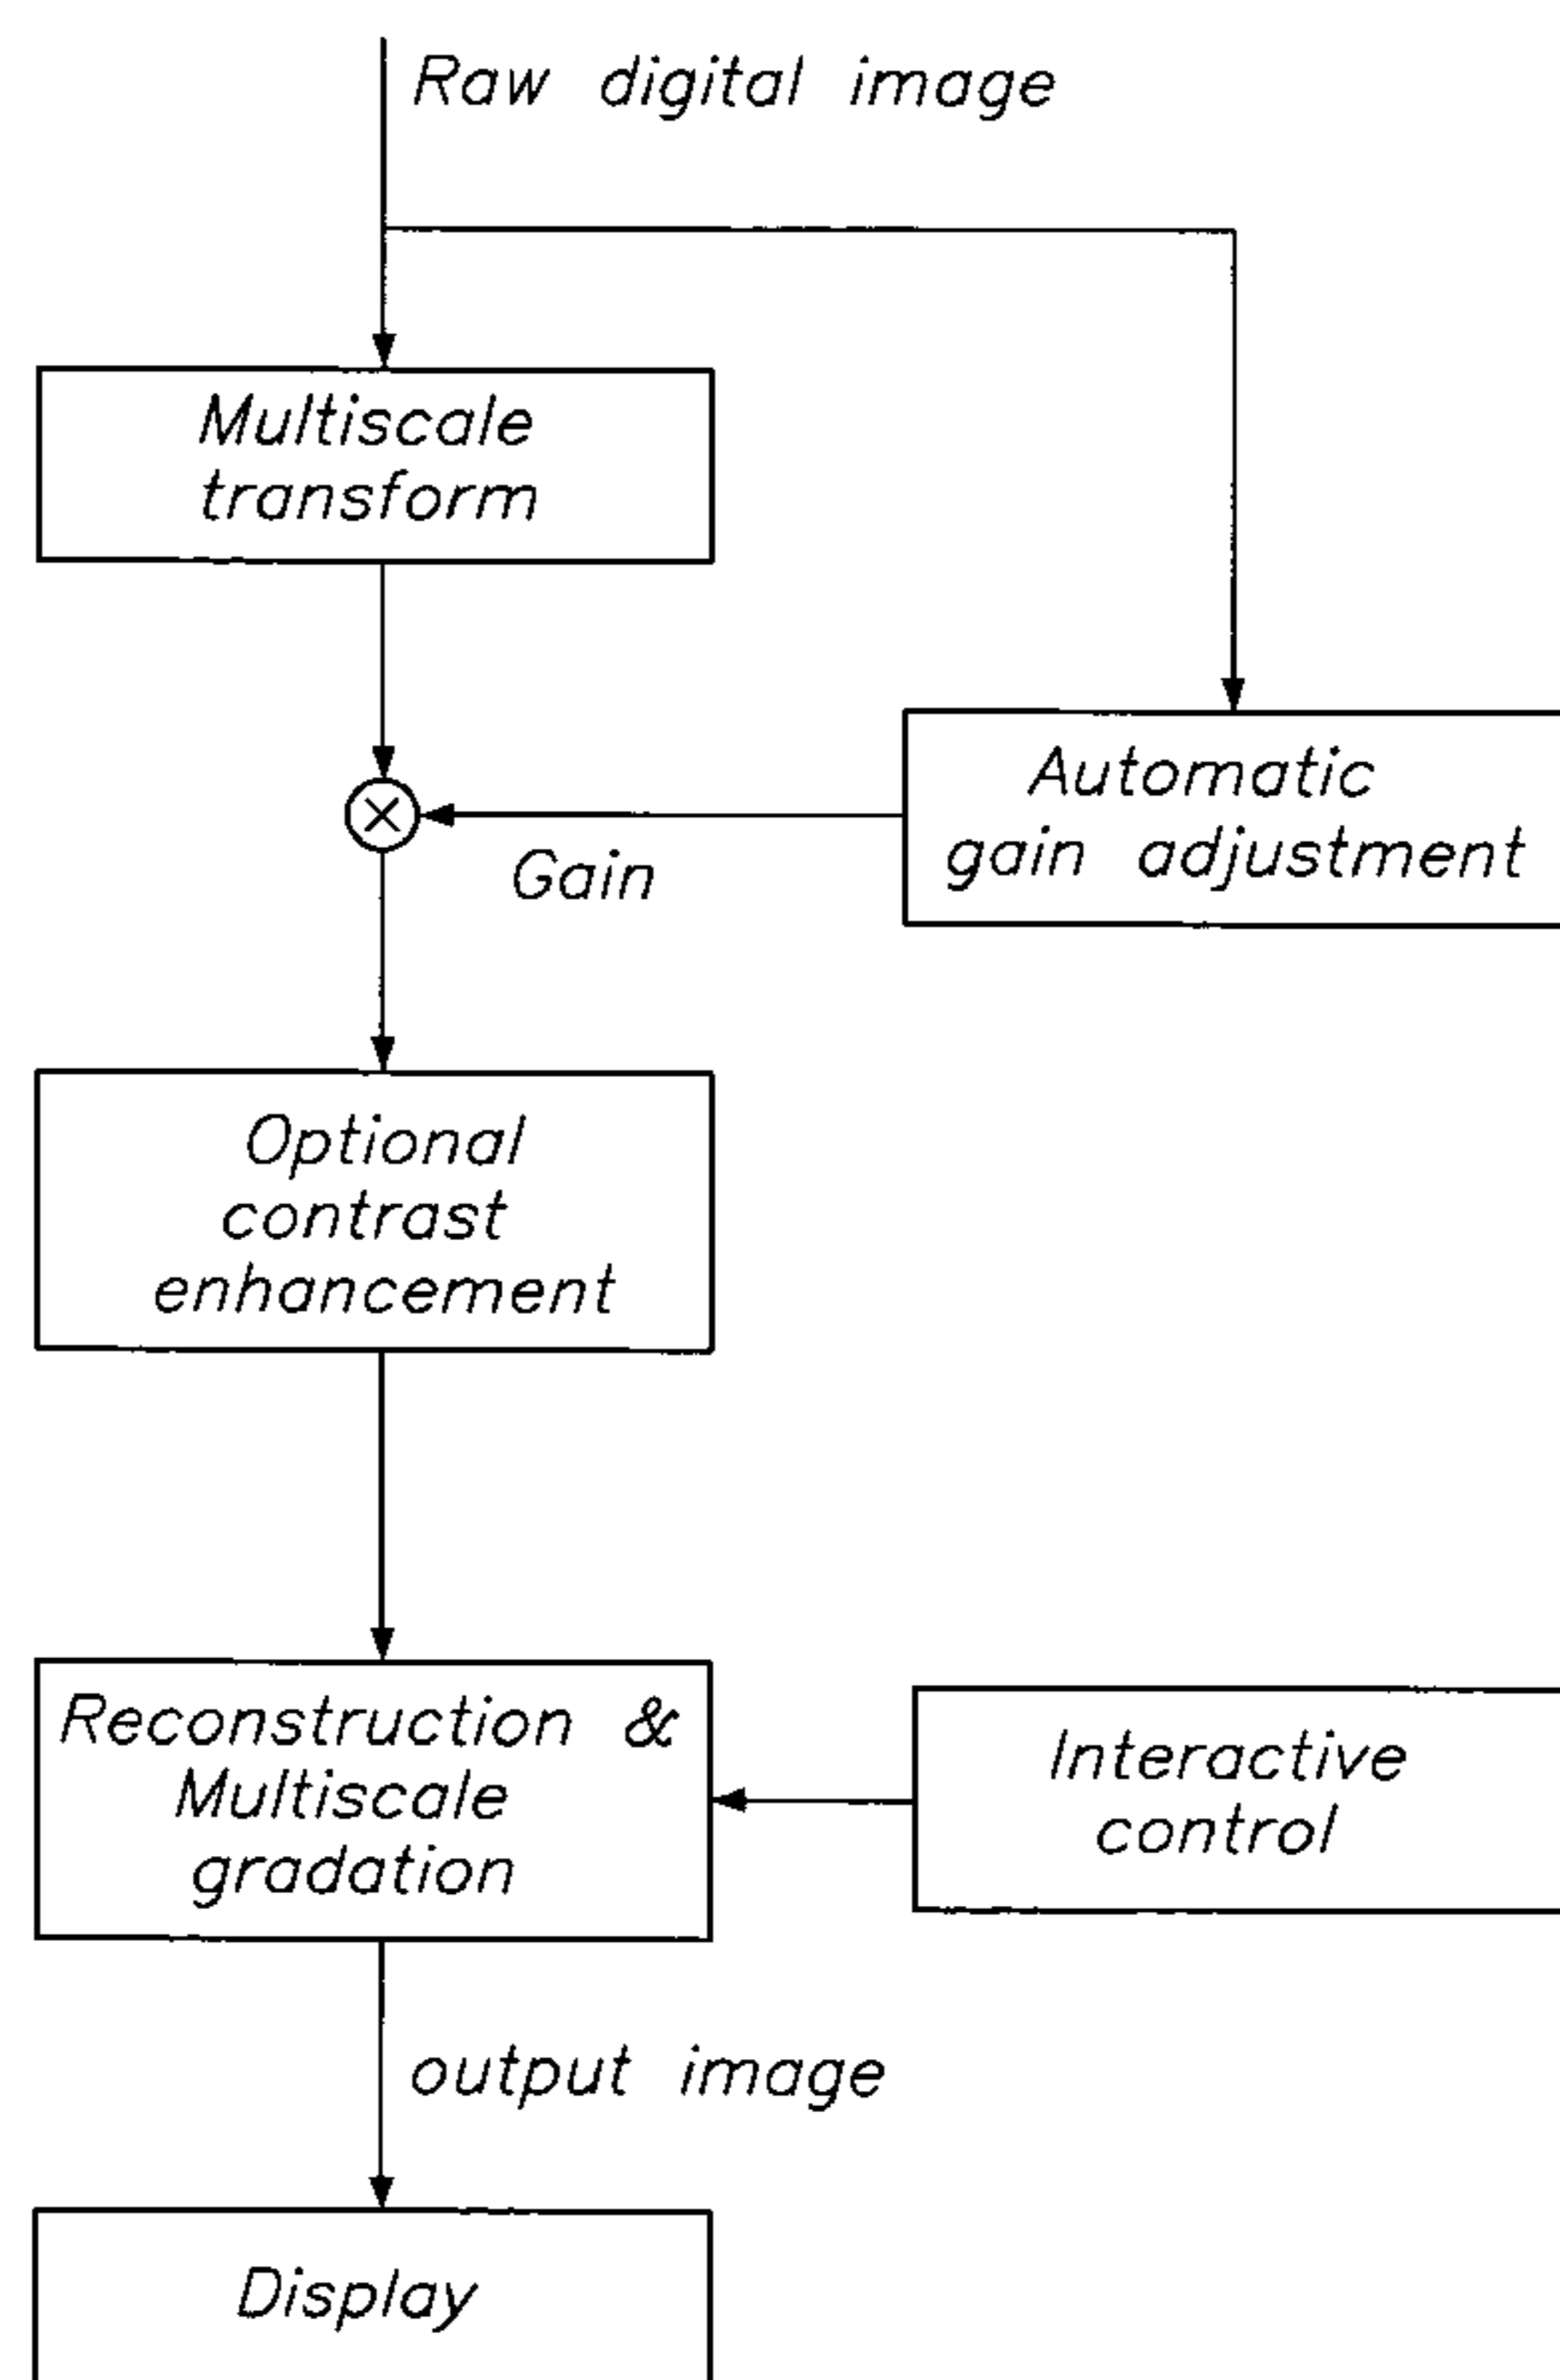 Raw digital image
Multiscale
transform
Automatic
gain adjustment
Gain
Optional
contrast
enhancement
Reconstruction &
Multiscale
gradation
Interactive
control
output image
Display